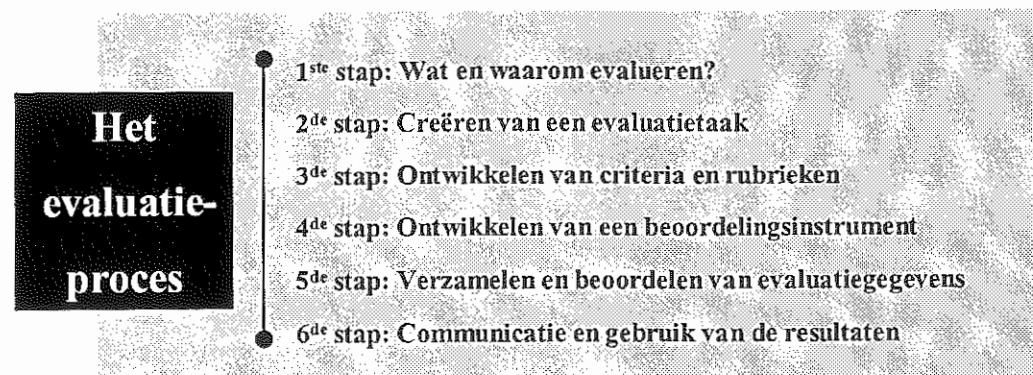 Het
evaluatie-
proces
1ste stap: Wat en waarom evalueren?
2de stap: Creëren van een evaluatietaak
3de stap: Ontwikkelen van criteria en rubrieken
4de stap: Ontwikkelen van een beoordelingsinstrument
5de stap: Verzamelen en beoordelen van evaluatiegegevens
6de stap: Communicatie en gebruik van de resultaten